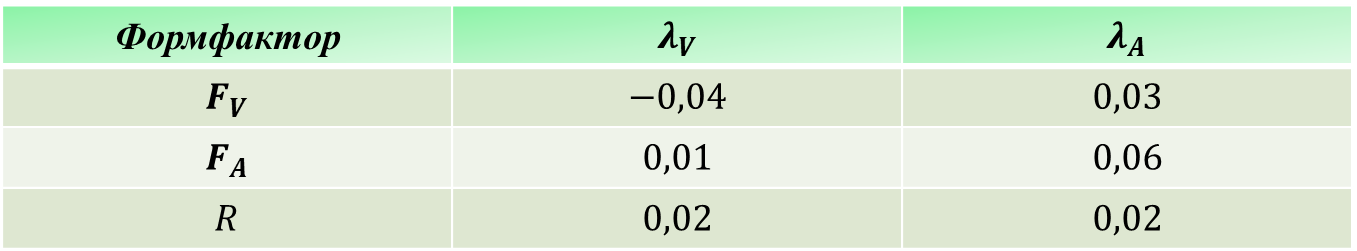 Формфактор λ_V λ_A
F_V −0,04 0,03
F_A 0,01 0,06
R 0,02 0,02